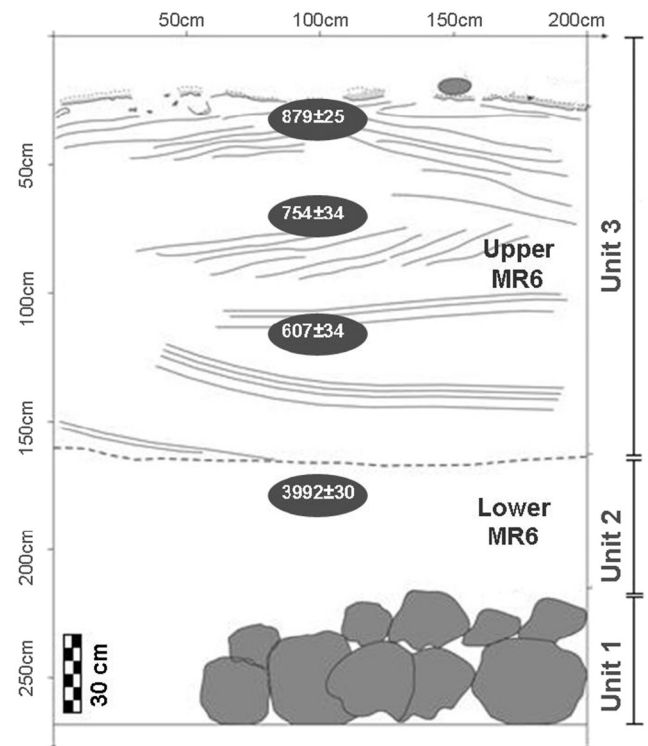 50cm
100cm
150cm
200cm
879±25
50cm
754±34
Upper
MR6
Unit 3
100cm
607±34
150cm
3992±30
Lower
MR6
Unit 2
200cm
250cm
30 cm
Unit 1